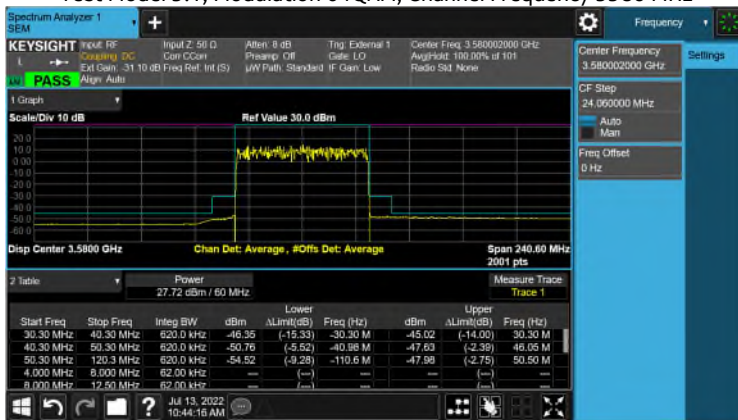 Spectrum Analyzer 1
SEM
Frequency
KEYSIGHT
Input: RF
Coupling: DC
Ext Gain: -31.10 dB
Align: Auto
PASS
Input Z: 50 Ω
Corr CCorr
Freq Ref: Int (S)
Atten: 8 dB
Preamp: Off
µW Path: Standard
Trig: External 1
Gate: LO
IF Gain: Low
Center Freq: 3.580002000 GHz
Avg|Hold: 100.00% of 101
Radio Std: None
Center Frequency
3.580002000 GHz
Settings
CF Step
24.060000 MHz
Auto
Man
Freq Offset
0 Hz
1 Graph
Scale/Div 10 dB
Ref Value 30.0 dBm
20.0
10.0
0.00
-10.0
-20.0
-30.0
-40.0
-50.0
-60.0
Disp Center 3.5800 GHz
Chan Det: Average , #Offs Det: Average
Span 240.60 MHz
2001 pts
2 Table
Power
27.72 dBm / 60 MHz
Measure Trace
Trace 1
Lower Upper
Start Freq Stop Freq Integ BW dBm ΔLimit(dB) Freq (Hz) dBm ΔLimit(dB) Freq (Hz)
30.30 MHz 40.30 MHz 620.0 kHz -46.35 (-15.33) -30.30 M -45.02 (-14.00) 30.30 M
40.30 MHz 50.30 MHz 620.0 kHz -50.76 (-5.52) -40.96 M -47.63 (-2.39) 46.05 M
50.30 MHz 120.3 MHz 620.0 kHz -54.52 (-9.28) -110.6 M -47.98 (-2.75) 50.50 M
4.000 MHz 8.000 MHz 62.00 kHz --- (---) --- --- (---) ---
8.000 MHz 12.50 MHz 62.00 kHz --- (---) --- --- (---) ---
Jul 13, 2022
10:44:16 AM